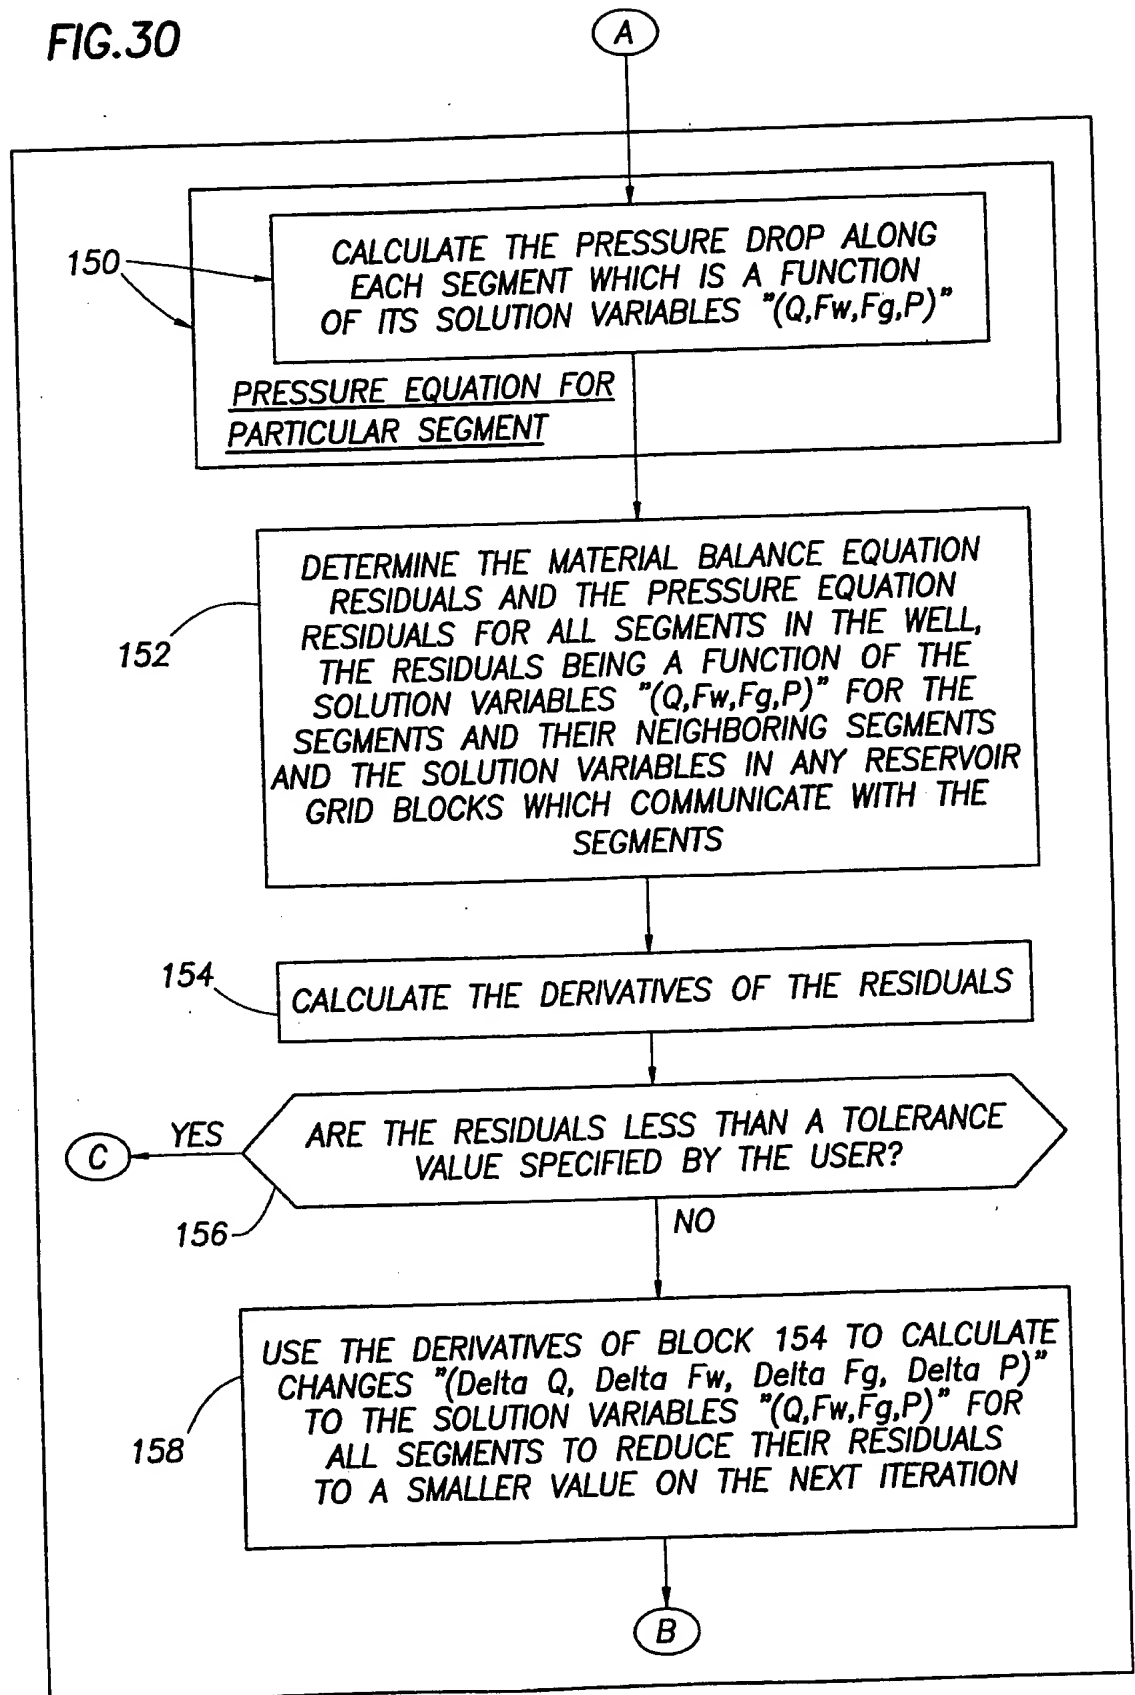 FIG.30
A
150
CALCULATE THE PRESSURE DROP ALONG
EACH SEGMENT WHICH IS A FUNCTION
OF ITS SOLUTION VARIABLES "(Q,Fw,Fg,P)"
PRESSURE EQUATION FOR
PARTICULAR SEGMENT
152
DETERMINE THE MATERIAL BALANCE EQUATION
RESIDUALS AND THE PRESSURE EQUATION
RESIDUALS FOR ALL SEGMENTS IN THE WELL,
THE RESIDUALS BEING A FUNCTION OF THE
SOLUTION VARIABLES "(Q,Fw,Fg,P)" FOR THE
SEGMENTS AND THEIR NEIGHBORING SEGMENTS
AND THE SOLUTION VARIABLES IN ANY RESERVOIR
GRID BLOCKS WHICH COMMUNICATE WITH THE
SEGMENTS
154
CALCULATE THE DERIVATIVES OF THE RESIDUALS
C
YES
ARE THE RESIDUALS LESS THAN A TOLERANCE
VALUE SPECIFIED BY THE USER?
156
NO
158
USE THE DERIVATIVES OF BLOCK 154 TO CALCULATE
CHANGES "(Delta Q, Delta Fw, Delta Fg, Delta P)"
TO THE SOLUTION VARIABLES "(Q,Fw,Fg,P)" FOR
ALL SEGMENTS TO REDUCE THEIR RESIDUALS
TO A SMALLER VALUE ON THE NEXT ITERATION
B